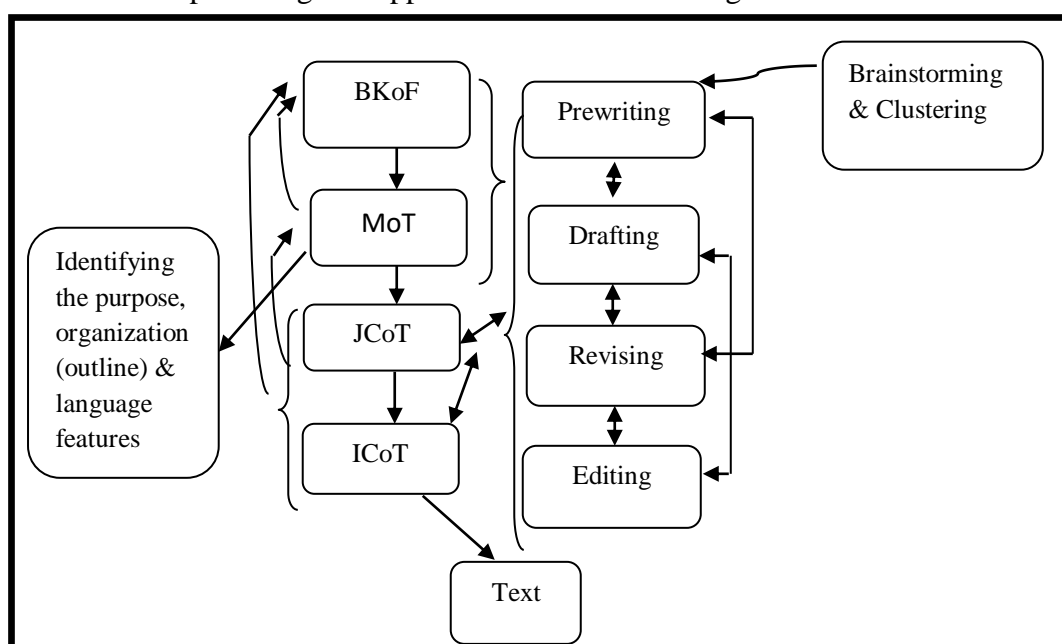 BKoF
MoT
JCoT
ICoT
Text
Identifying
the purpose,
organization
(outline) &
language
features
Prewriting
Drafting
Revising
Editing
Brainstorming
& Clustering